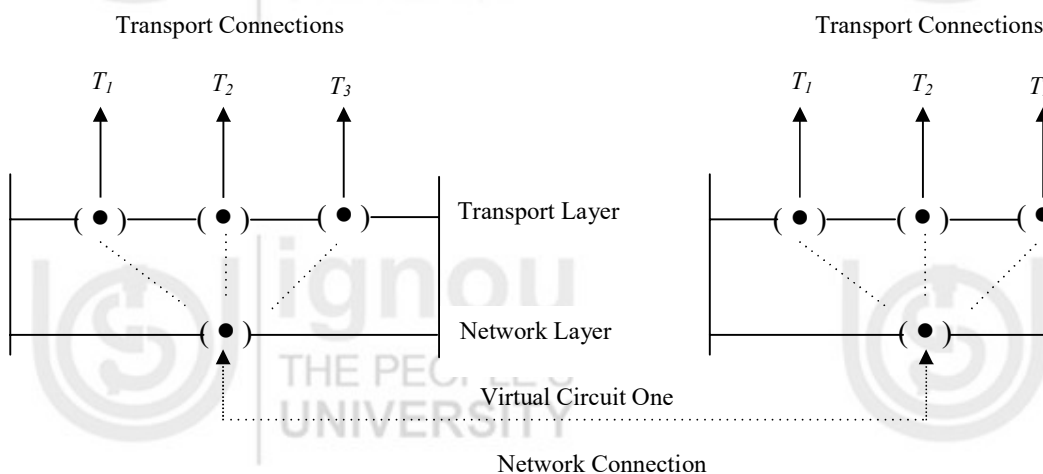 Transport Connections
Transport Connections
T1 T2 T3
T1 T2 T
Transport Layer
ignou
Network Layer
THE PEOPLE'S
Virtual Circuit One
UNIVERSITY
Network Connection